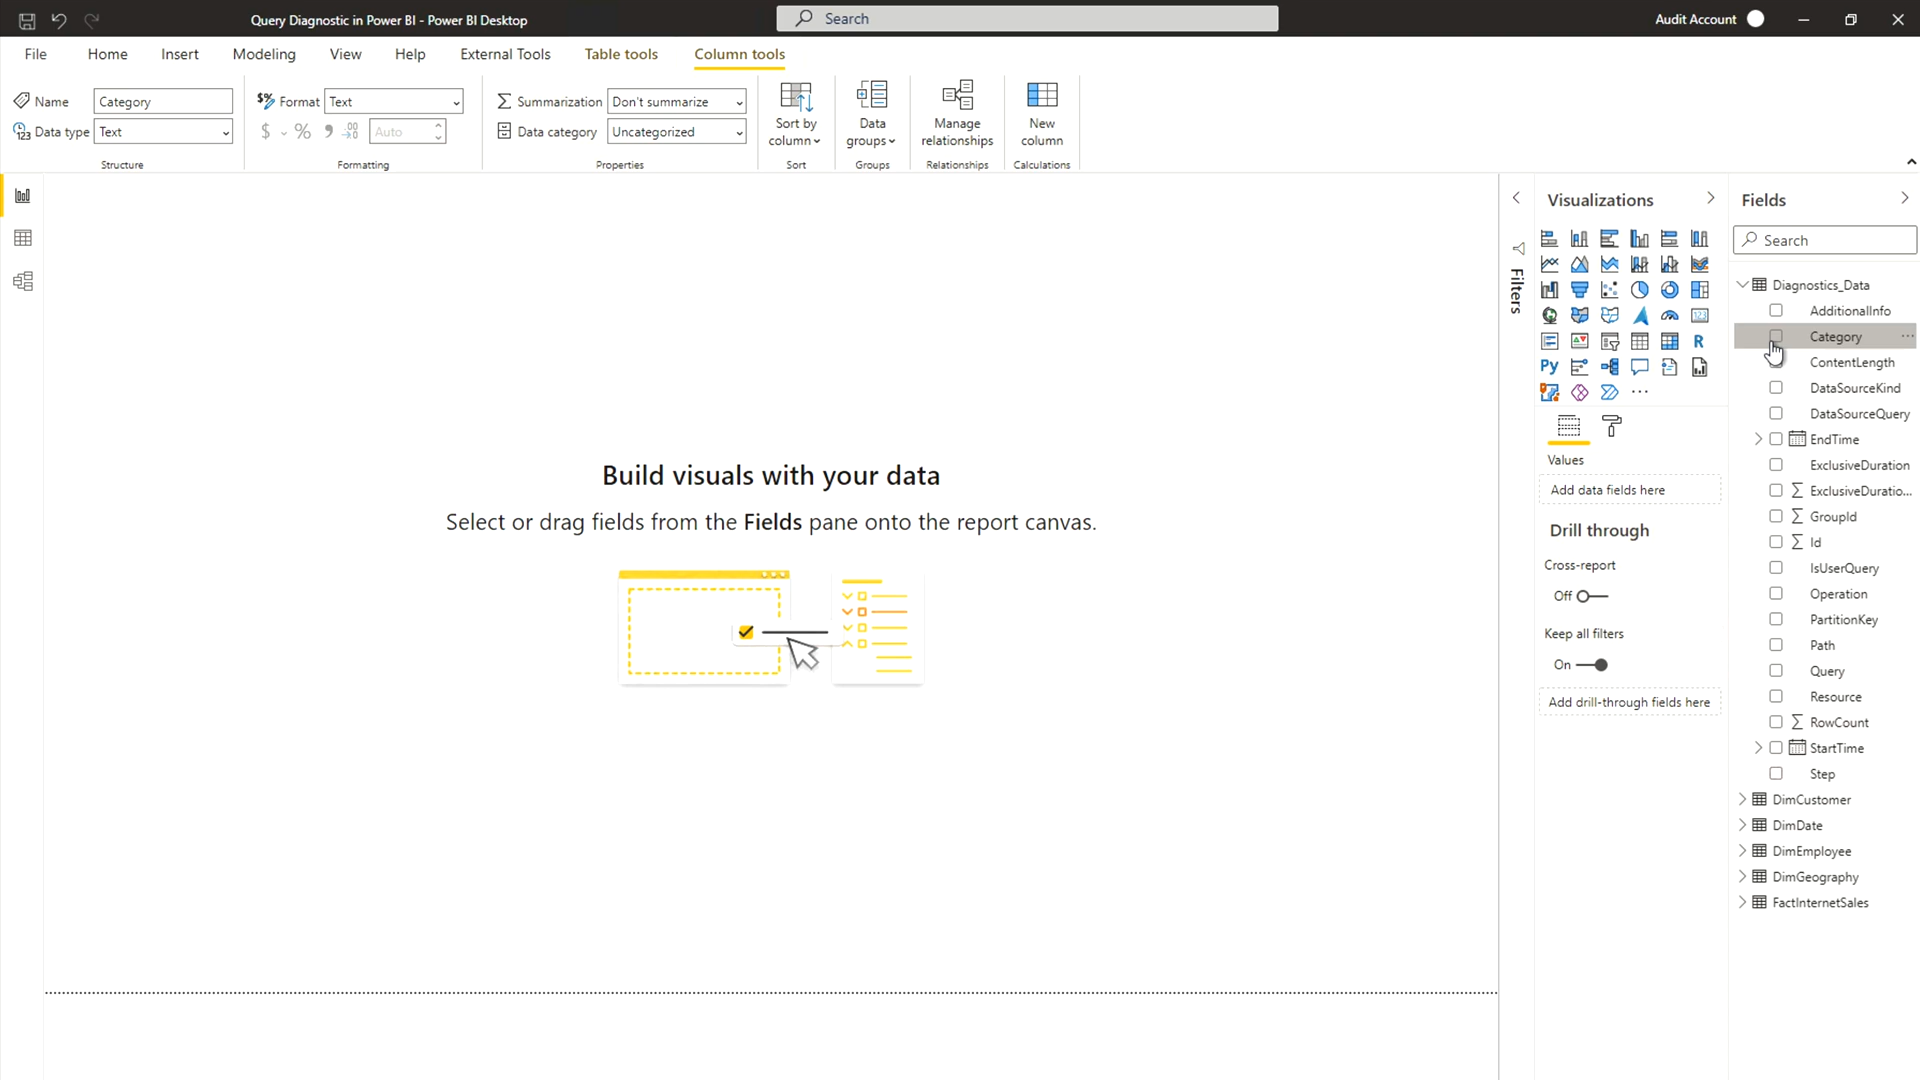 Query Diagnostic in Power BI - Power BI Desktop
Search
Audit Account
File
Home
Insert
Modeling
View
Help
External Tools
Table tools
Column tools
Name
Category
Data type
Text
Structure
$%
Format
Text
$
%
Auto
Formatting
Summarization
Don't summarize
Data category
Uncategorized
Properties
Sort by
column
Sort
Data
groups
Groups
Manage
relationships
Relationships
New
column
Calculations
Build visuals with your data
Select or drag fields from the Fields pane onto the report canvas.
Filters
Visualizations
123
R
Py
...
Values
Add data fields here
Drill through
Cross-report
Off
Keep all filters
On
Add drill-through fields here
Fields
Search
Diagnostics_Data
AdditionalInfo
Category
ContentLength
DataSourceKind
DataSourceQuery
EndTime
ExclusiveDuration
ExclusiveDuratio...
GroupId
Id
IsUserQuery
Operation
PartitionKey
Path
Query
Resource
RowCount
StartTime
Step
DimCustomer
DimDate
DimEmployee
DimGeography
FactInternetSales